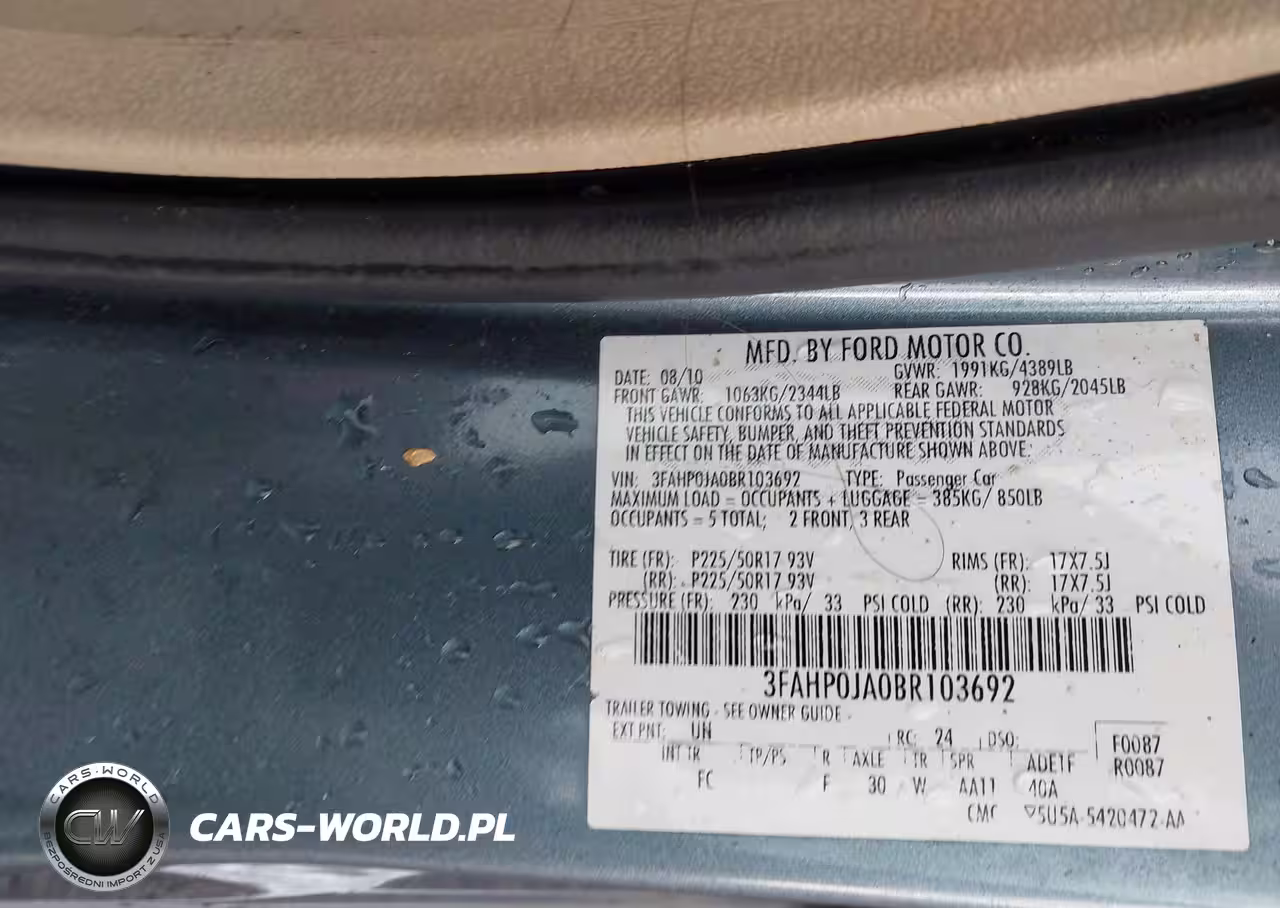 MFD. BY FORD MOTOR CO.
DATE: 08/10 GVWR: 1991KG/4389LB
FRONT GAWR: 1063KG/2344LB REAR GAWR: 928KG/2045LB
THIS VEHICLE CONFORMS TO ALL APPLICABLE FEDERAL MOTOR
VEHICLE SAFETY, BUMPER, AND THEFT PREVENTION STANDARDS
IN EFFECT ON THE DATE OF MANUFACTURE SHOWN ABOVE.
VIN: 3FAHP0JA0BR103692 TYPE: Passenger Car
MAXIMUM LOAD = OCCUPANTS + LUGGAGE = 385KG/ 850LB
OCCUPANTS = 5 TOTAL; 2 FRONT, 3 REAR
TIRE (FR): P225/50R17 93V RIMS (FR): 17X7.5J
(RR): P225/50R17 93V (RR): 17X7.5J
PRESSURE (FR): 230 kPa/ 33 PSI COLD (RR): 230 kPa/ 33 PSI COLD
3FAHP0JA0BR103692
TRAILER TOWING - SEE OWNER GUIDE -
EXT PNT: UN RC: 24 DSO: F0087
INT TR TP/PS R AXLE TR SPR ADE1F R0087
FC F 30 W AA11 40A
CMC 5U5A-5420472-AA
CARS-WORLD
CW
BEZPOŚREDNI IMPORT Z USA
CARS-WORLD.PL